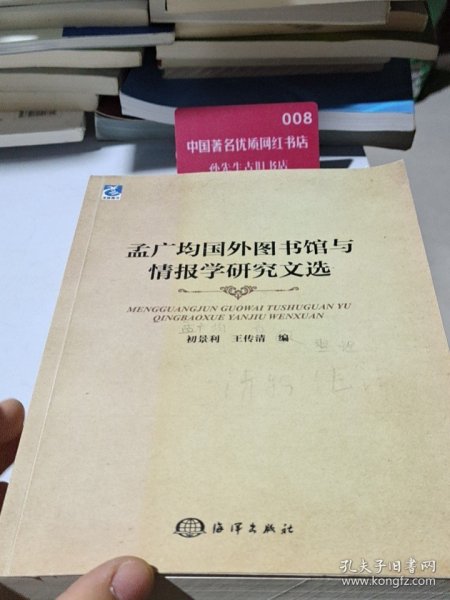 008
中国著名优质网红书店
孙先生古旧书店
孟广均国外图书馆与
情报学研究文选
MENGGUANGJUN GUOWAI TUSHUGUAN YU
QINGBAOXUE YANJIU WENXUAN
初景利 王传清 编
海洋出版社
孔夫子旧书网
www.kongfz.com